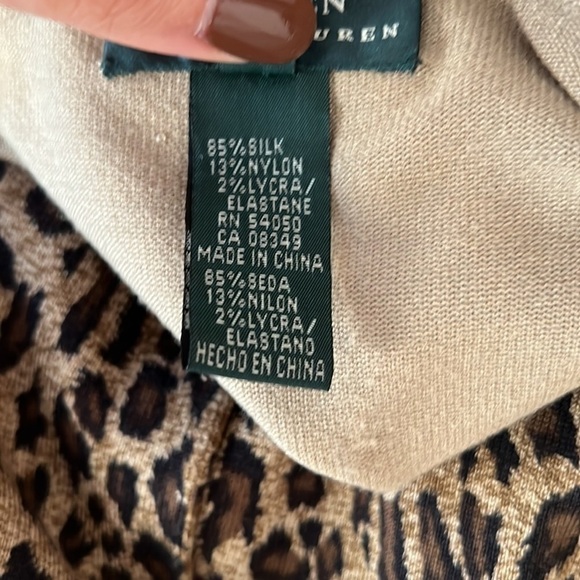 EN
UREN
85%SILK
13%NYLON
2%LYCRA/
ELASTANE
RN 54050
CA 08349
MADE IN CHINA
85%SEDA
13%NILON
2%LYCRA/
ELASTANO
HECHO EN CHINA